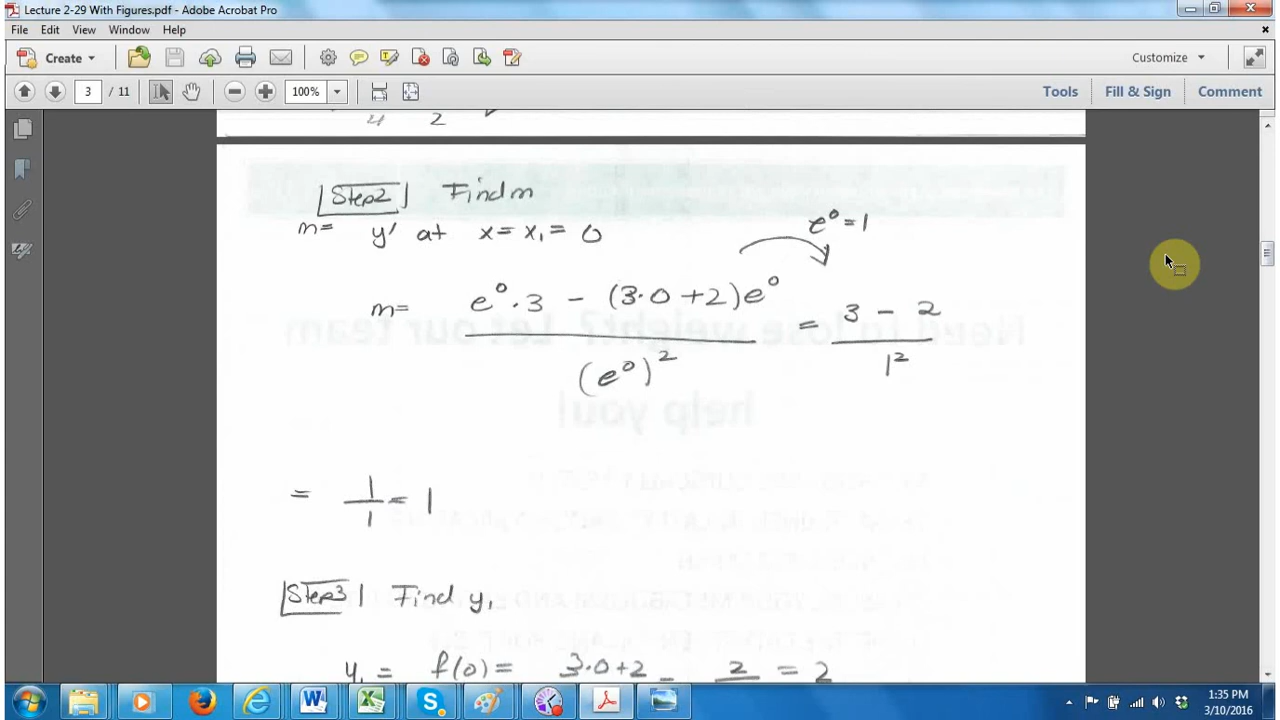 Lecture 2-29 With Figures.pdf - Adobe Acrobat Pro
File Edit View Window Help
Create
Customize
3 / 11
100%
Tools Fill & Sign Comment
4 2
Step2 Find m
m= y' at x = x₁ = 0
e⁰ = 1
m= e⁰·3 - (3·0+2)e⁰ / (e⁰)² = 3 - 2 / 1²
= 1/1 = 1
Step3 Find y₁
y₁ = f(0) = 3·0+2 = 2 = 2
1:35 PM
3/10/2016